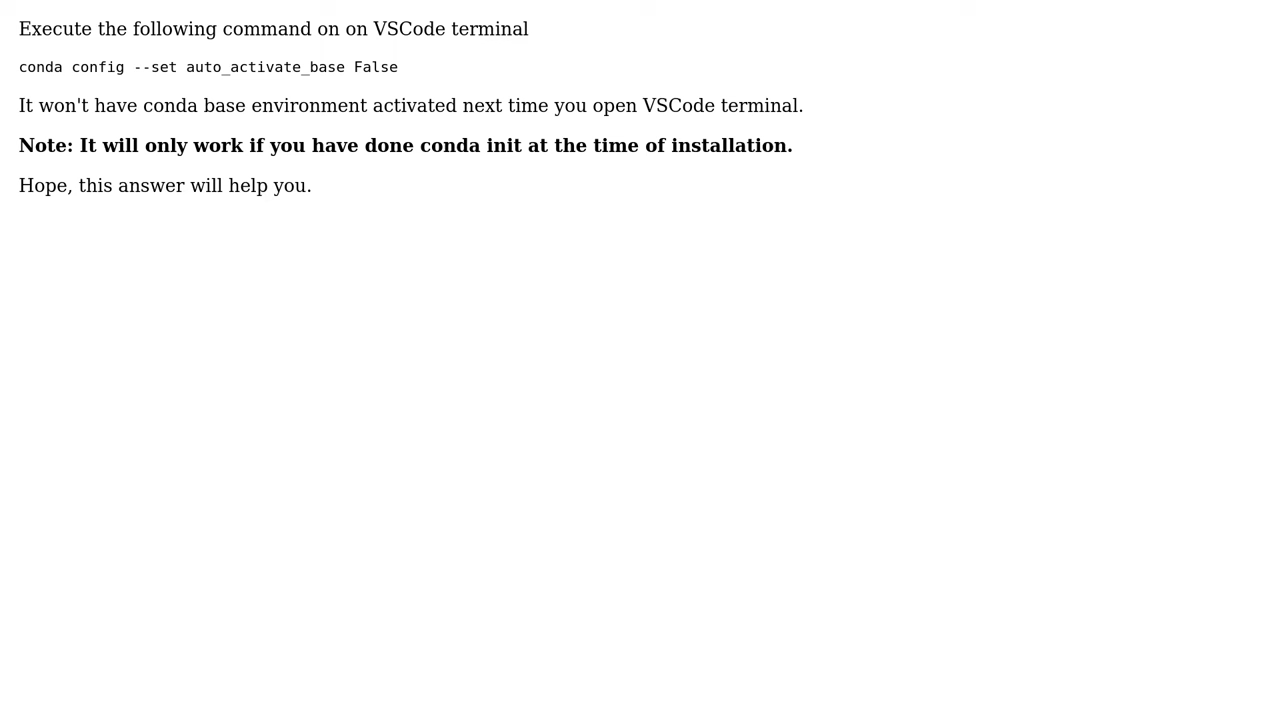 Execute the following command on on VSCode terminal
conda config --set auto_activate_base False
It won't have conda base environment activated next time you open VSCode terminal.
Note: It will only work if you have done conda init at the time of installation.
Hope, this answer will help you.